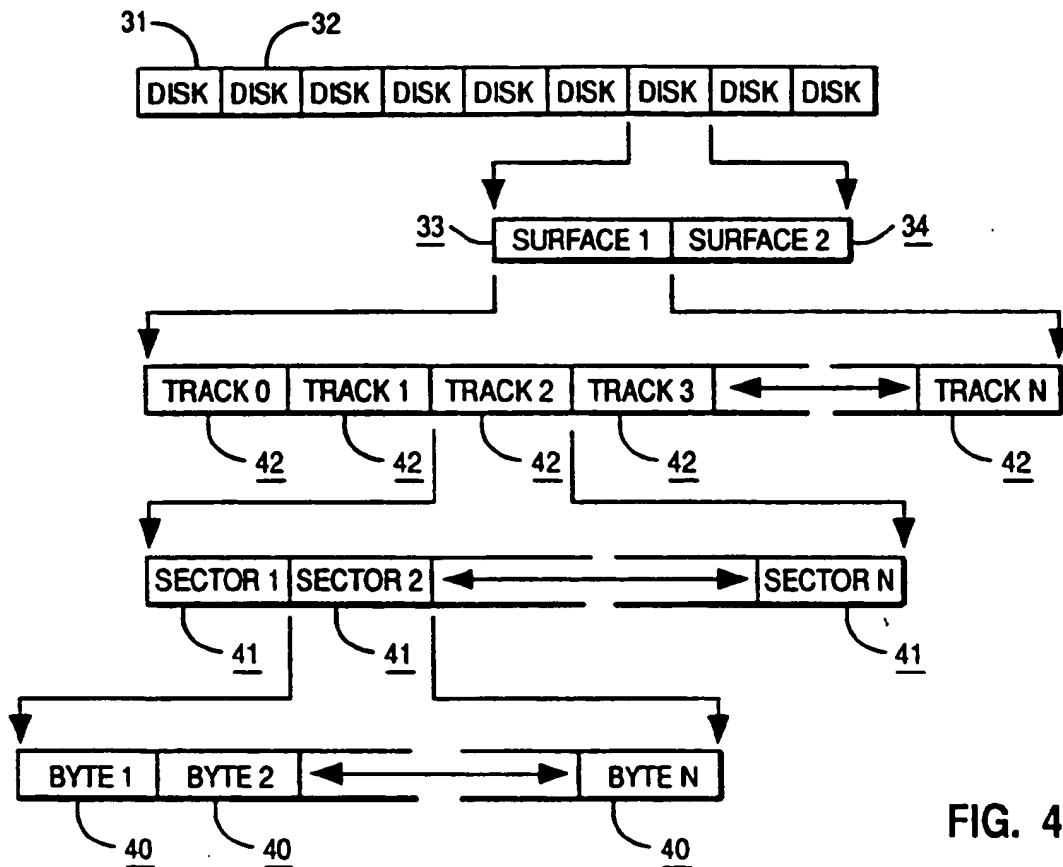 31 32
DISK DISK DISK DISK DISK DISK DISK DISK DISK
33 SURFACE 1 SURFACE 2 34
TRACK 0 TRACK 1 TRACK 2 TRACK 3 TRACK N
42 42 42 42 42
SECTOR 1 SECTOR 2 SECTOR N
41 41 41
BYTE 1 BYTE 2 BYTE N
40 40 40
FIG. 4